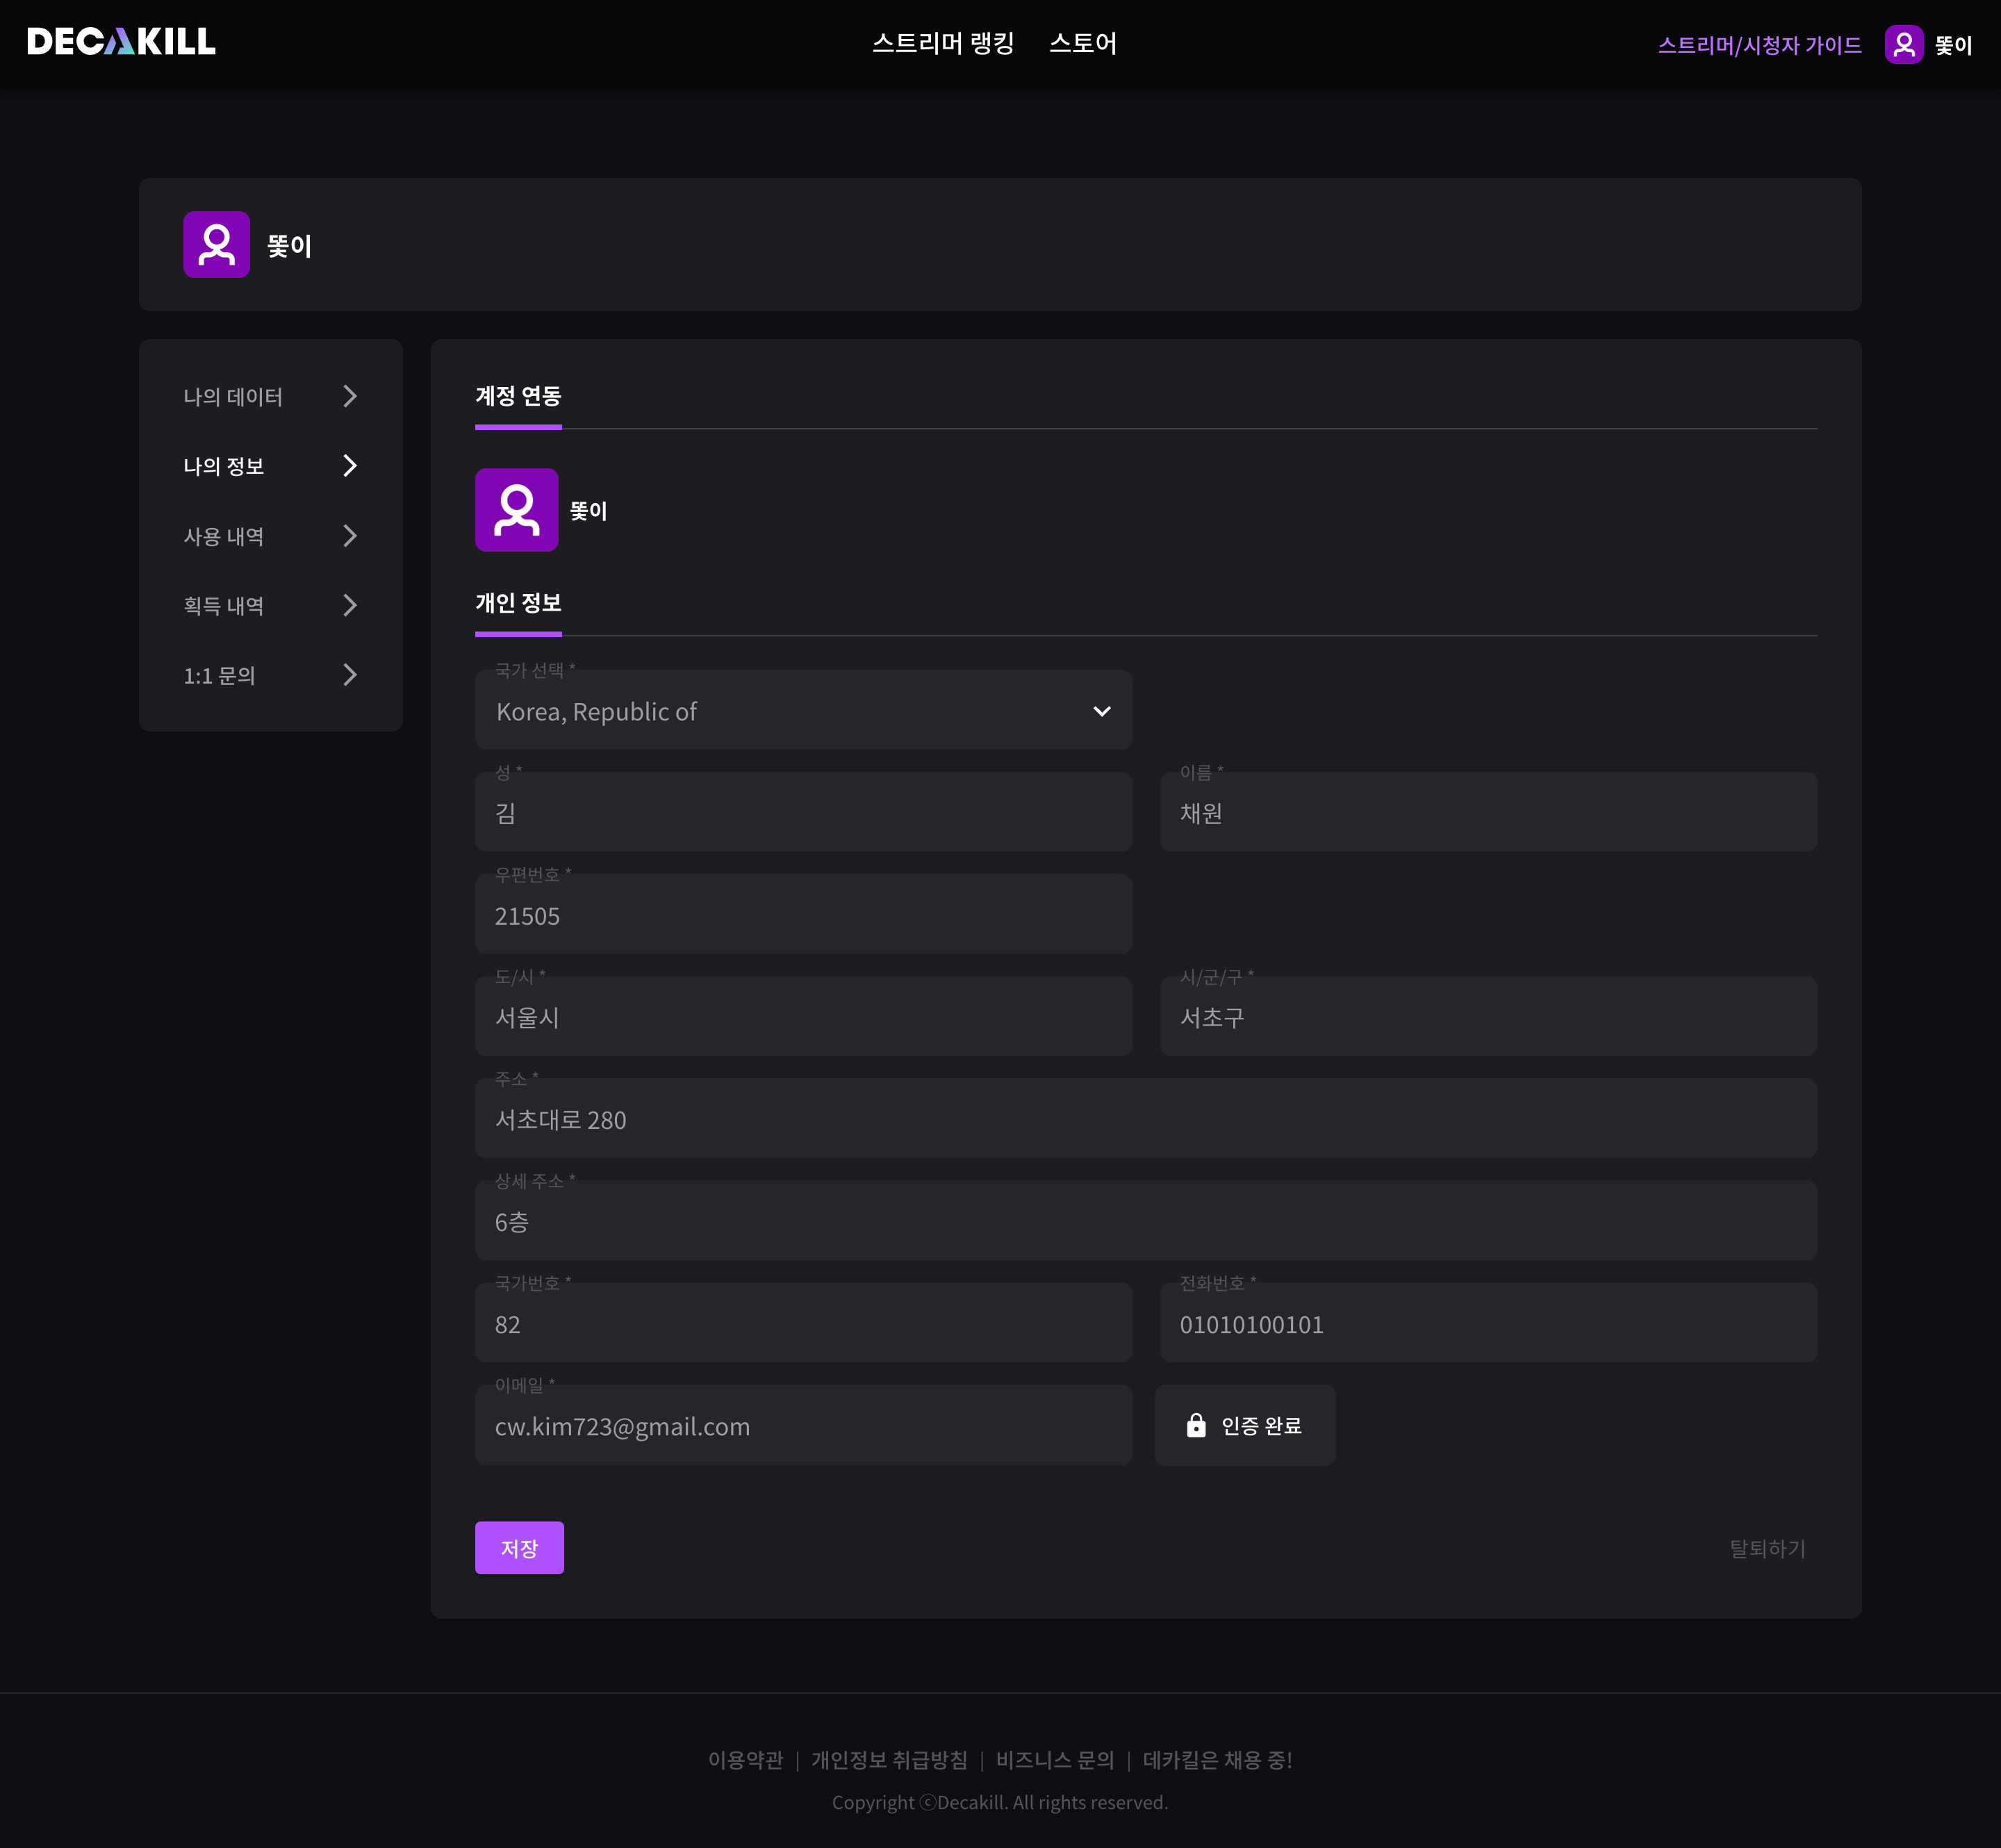 DECAKILL
스트리머 랭킹 스토어
스트리머/시청자 가이드 똧이
똧이
나의 데이터
나의 정보
사용 내역
획득 내역
1:1 문의
계정 연동
똧이
개인 정보
국가 선택 *
Korea, Republic of
성 *
김
이름 *
채원
우편번호 *
21505
도/시 *
서울시
시/군/구 *
서초구
주소 *
서초대로 280
상세 주소 *
6층
국가번호 *
82
전화번호 *
01010100101
이메일 *
cw.kim723@gmail.com
인증 완료
저장
탈퇴하기
이용약관 | 개인정보 취급방침 | 비즈니스 문의 | 데카킬은 채용 중!
Copyright ⓒDecakill. All rights reserved.